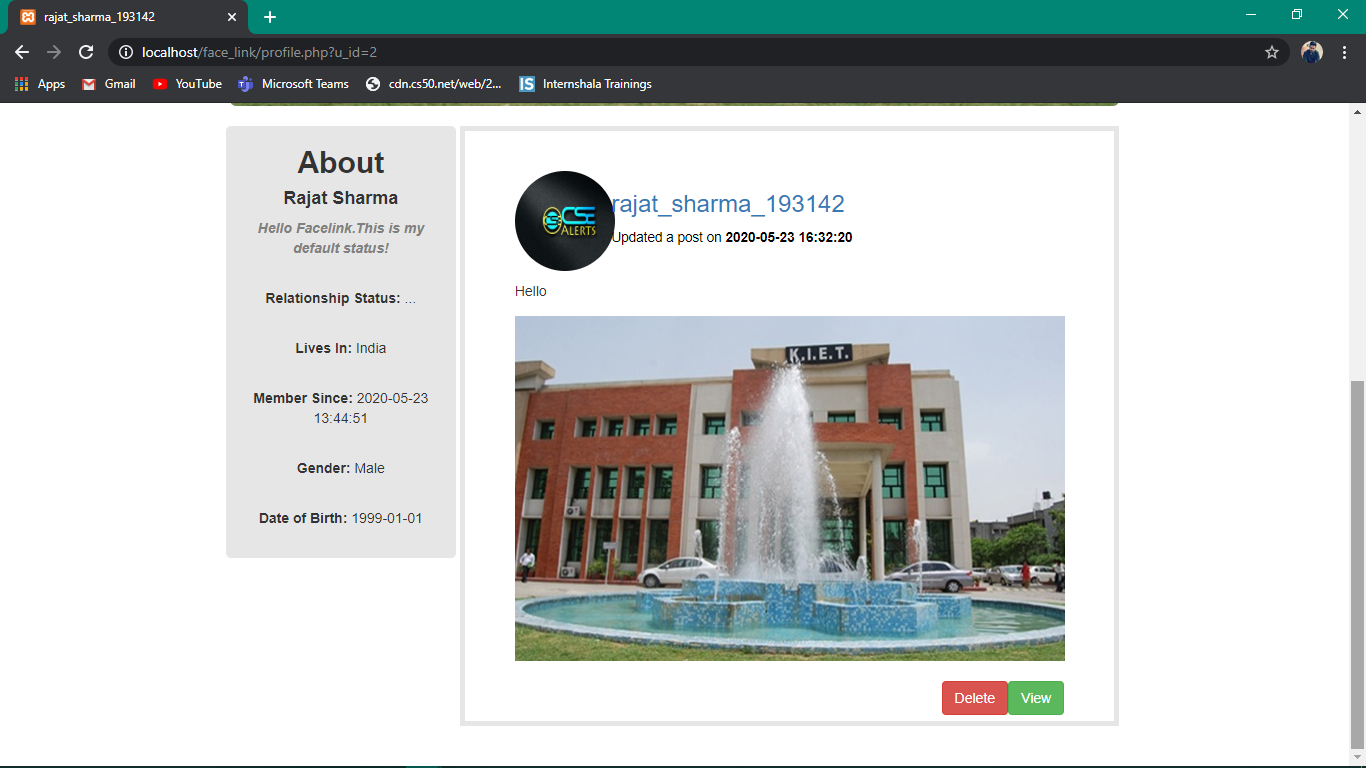 rajat_sharma_193142
localhost/face_link/profile.php?u_id=2
Apps
Gmail
YouTube
Microsoft Teams
cdn.cs50.net/web/2...
IS
Internshala Trainings
About
Rajat Sharma
Hello Facelink.This is my
default status!
Relationship Status: ...
Lives In: India
Member Since: 2020-05-23
13:44:51
Gender: Male
Date of Birth: 1999-01-01
CSE
ALERTS
rajat_sharma_193142
Updated a post on 2020-05-23 16:32:20
Hello
K.I.E.T.
Delete
View